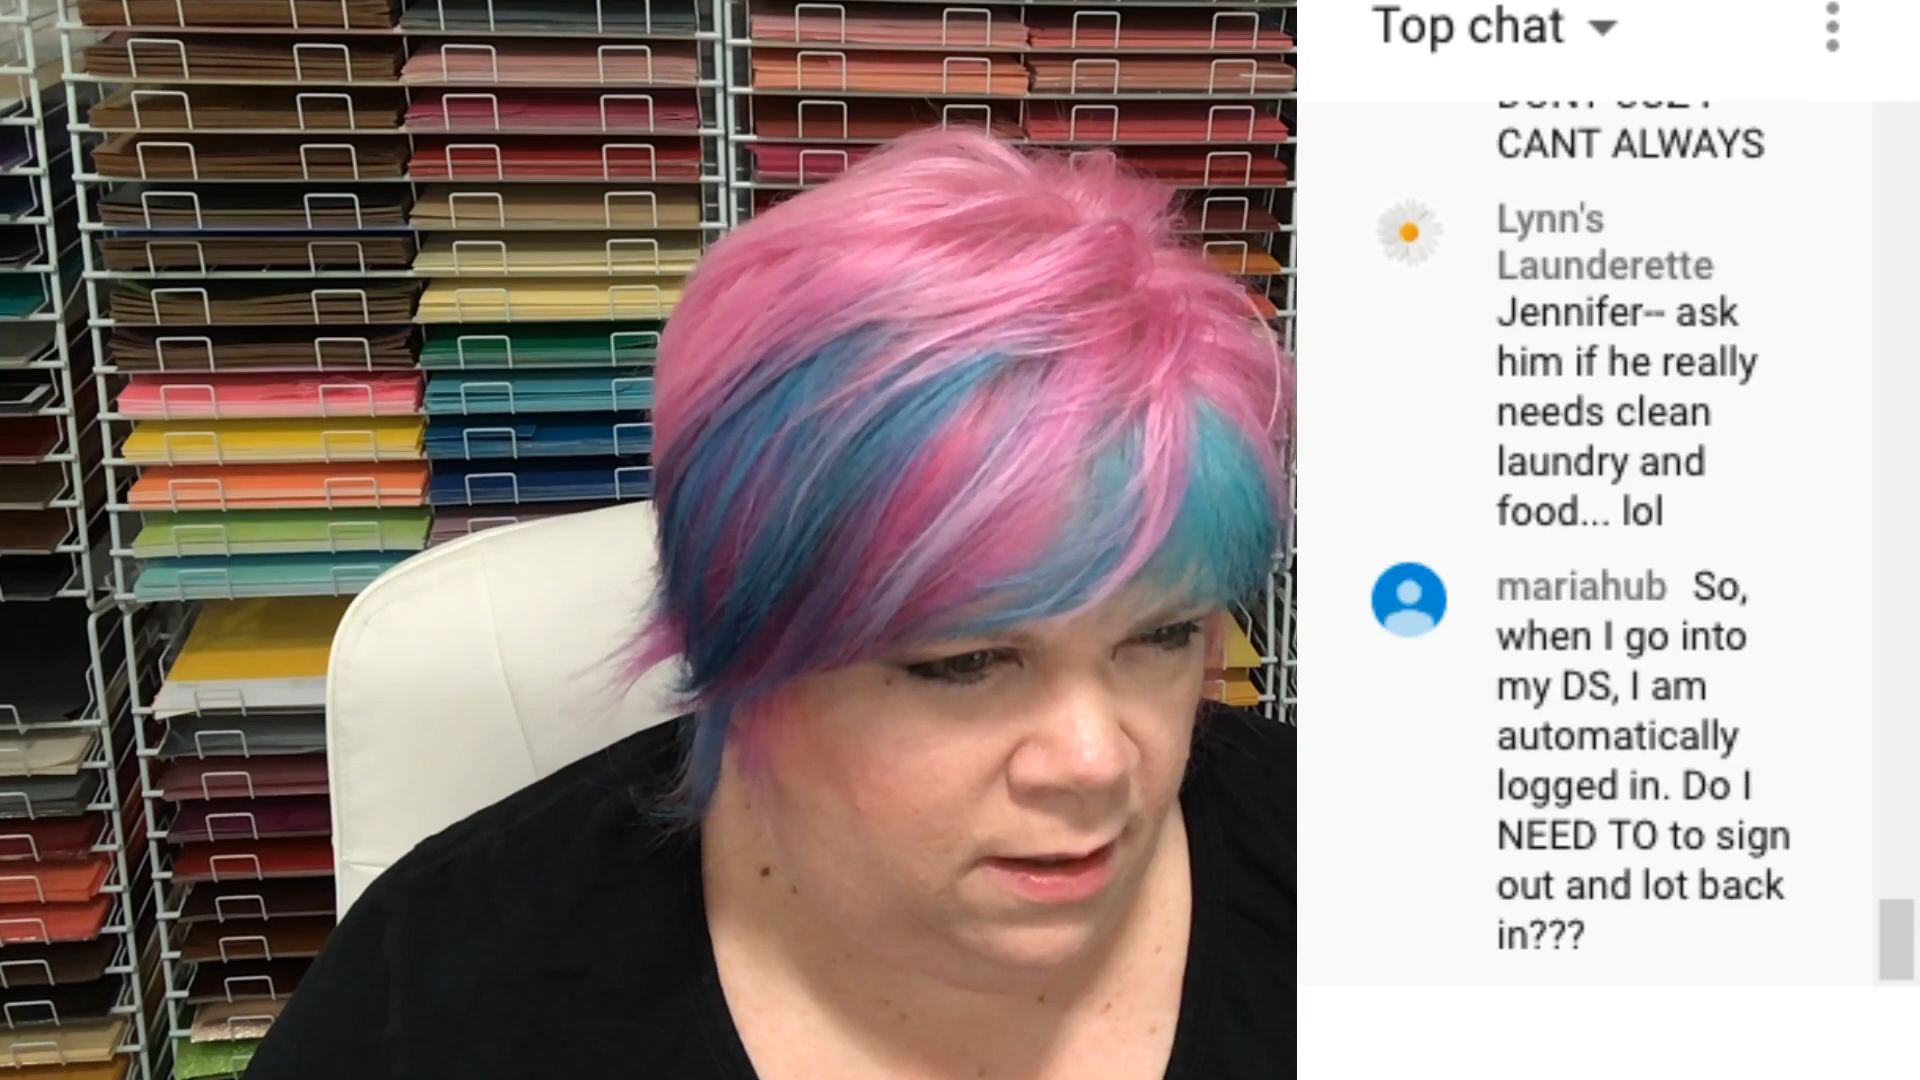 Top chat
CANT ALWAYS
Lynn's
Launderette
Jennifer-- ask
him if he really
needs clean
laundry and
food... lol
mariahub So,
when I go into
my DS, I am
automatically
logged in. Do I
NEED TO to sign
out and lot back
in???